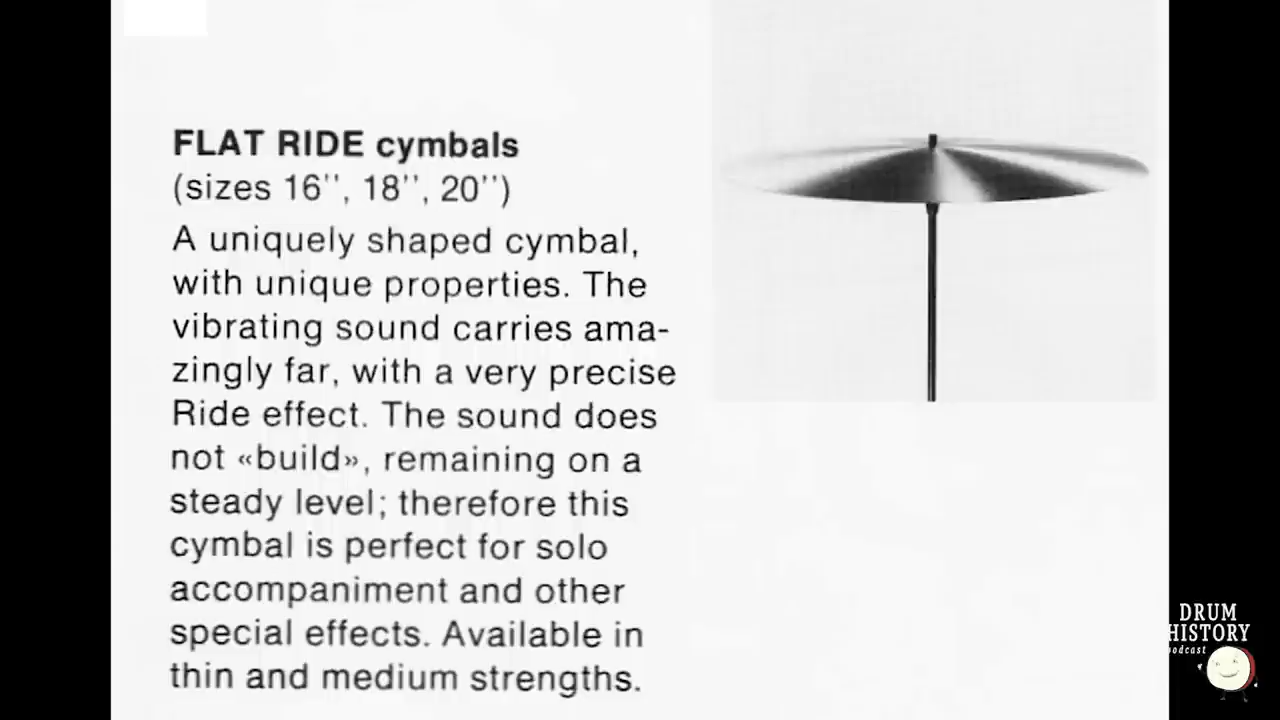 FLAT RIDE cymbals
(sizes 16'', 18'', 20'')
A uniquely shaped cymbal,
with unique properties. The
vibrating sound carries ama-
zingly far, with a very precise
Ride effect. The sound does
not «build», remaining on a
steady level; therefore this
cymbal is perfect for solo
accompaniment and other
special effects. Available in
thin and medium strengths.
DRUM
HISTORY
podcast